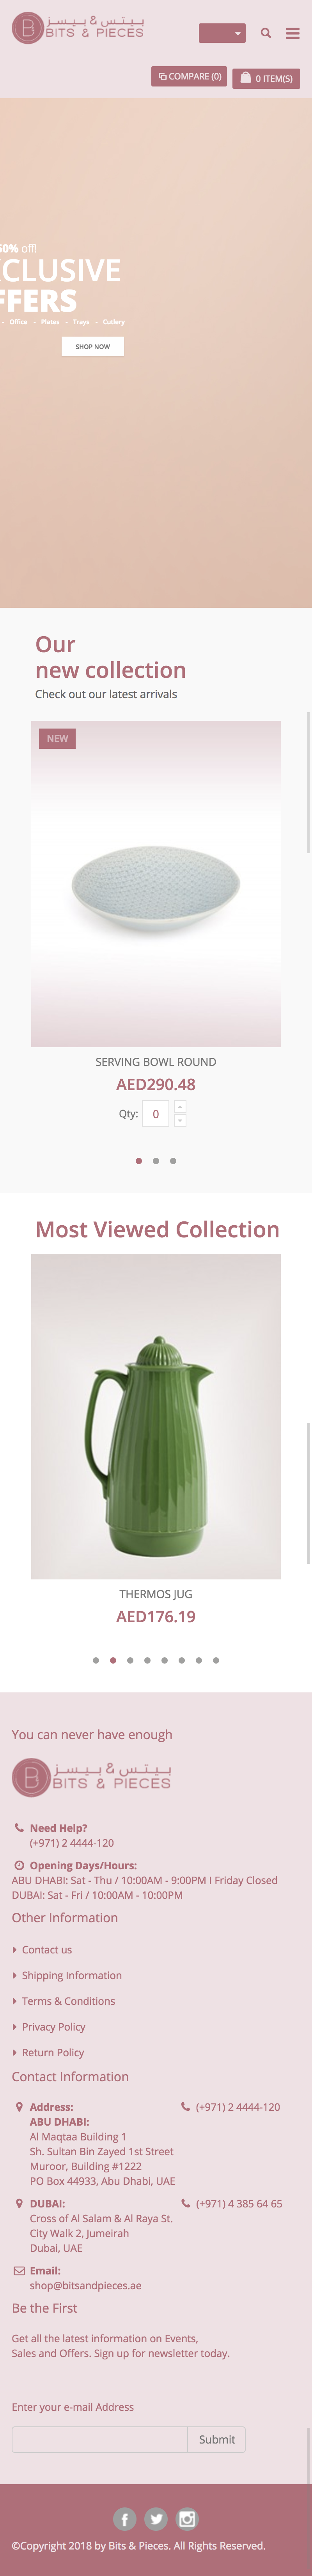 بيتس & بيسز
BITS & PIECES
COMPARE (0)
0 ITEM(S)
50% off!
CLUSIVE
FFERS
- Office - Plates - Trays - Cutlery
SHOP NOW
Our
new collection
Check out our latest arrivals
NEW
SERVING BOWL ROUND
AED290.48
Qty: 0
Most Viewed Collection
THERMOS JUG
AED176.19
You can never have enough
بيتس & بيسز
BITS & PIECES
Need Help?
(+971) 2 4444-120
Opening Days/Hours:
ABU DHABI: Sat - Thu / 10:00AM - 9:00PM I Friday Closed
DUBAI: Sat - Fri / 10:00AM - 10:00PM
Other Information
Contact us
Shipping Information
Terms & Conditions
Privacy Policy
Return Policy
Contact Information
Address:
ABU DHABI:
Al Maqtaa Building 1
Sh. Sultan Bin Zayed 1st Street
Muroor, Building #1222
PO Box 44933, Abu Dhabi, UAE
(+971) 2 4444-120
DUBAI:
Cross of Al Salam & Al Raya St.
City Walk 2, Jumeirah
Dubai, UAE
(+971) 4 385 64 65
Email:
shop@bitsandpieces.ae
Be the First
Get all the latest information on Events,
Sales and Offers. Sign up for newsletter today.
Enter your e-mail Address
Submit
©Copyright 2018 by Bits & Pieces. All Rights Reserved.